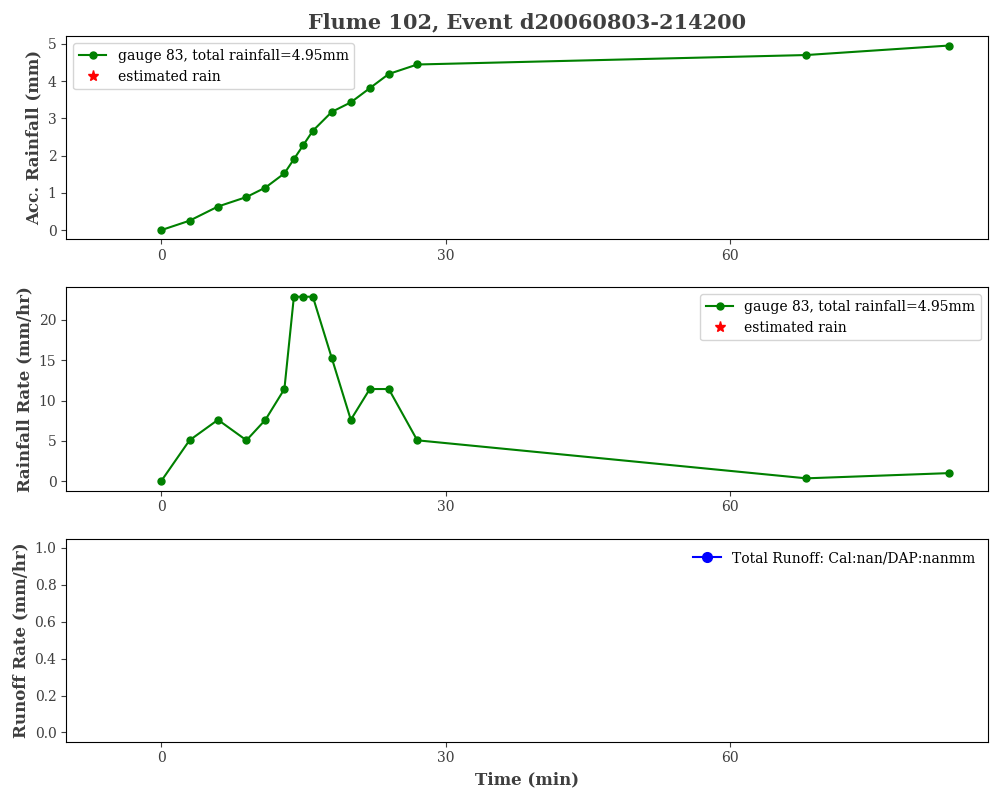 Flume 102, Event d20060803-214200
Acc. Rainfall (mm)
5
4
3
2
1
0
gauge 83, total rainfall=4.95mm
estimated rain
0 30 60
Rainfall Rate (mm/hr)
20
15
10
5
0
gauge 83, total rainfall=4.95mm
estimated rain
0 30 60
Runoff Rate (mm/hr)
1.0
0.8
0.6
0.4
0.2
0.0
Total Runoff: Cal:nan/DAP:nanmm
0 30 60
Time (min)